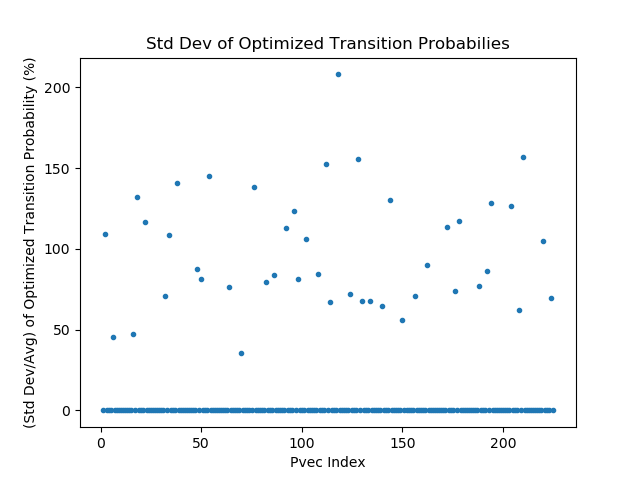 Std Dev of Optimized Transition Probabilies
(Std Dev/Avg) of Optimized Transition Probability (%)
200
150
100
50
0
0 50 100 150 200
Pvec Index